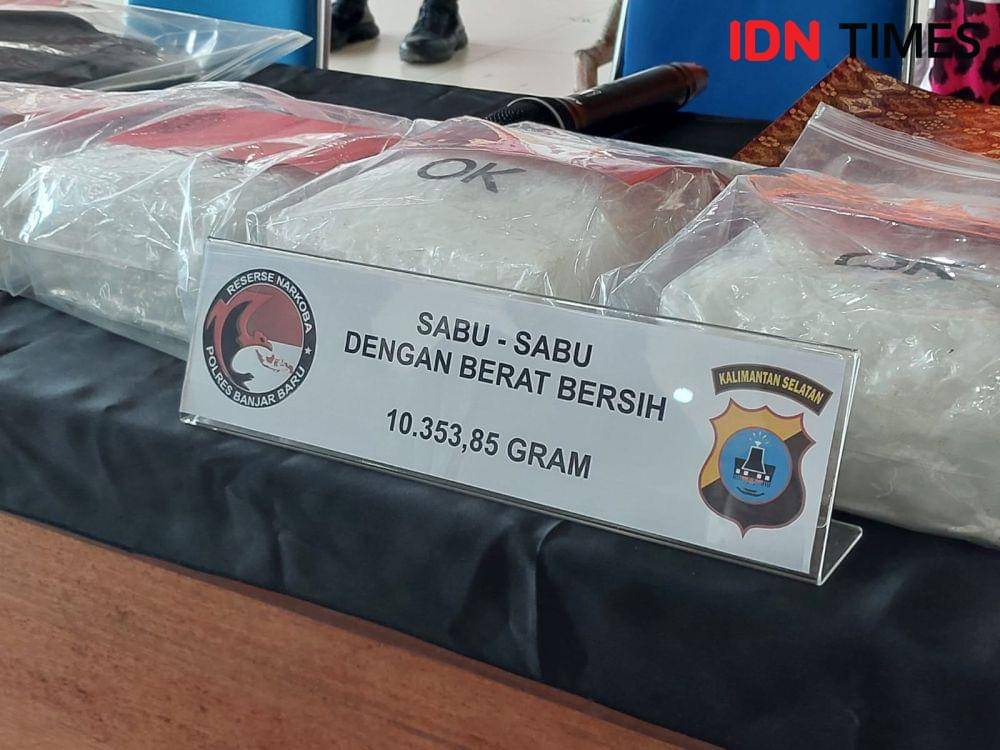 IDN TIMES
OK
OK
RESERSE NARKOBA
POLRES BANJAR BARU
SABU - SABU
DENGAN BERAT BERSIH
10.353,85 GRAM
KALIMANTAN SELATAN